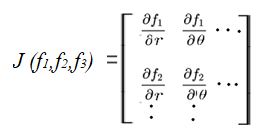 J (f1,f2,f3) = [ ∂f1/∂r ∂f1/∂θ ···
∂f2/∂r ∂f2/∂θ ···
⋮ ⋮ ]